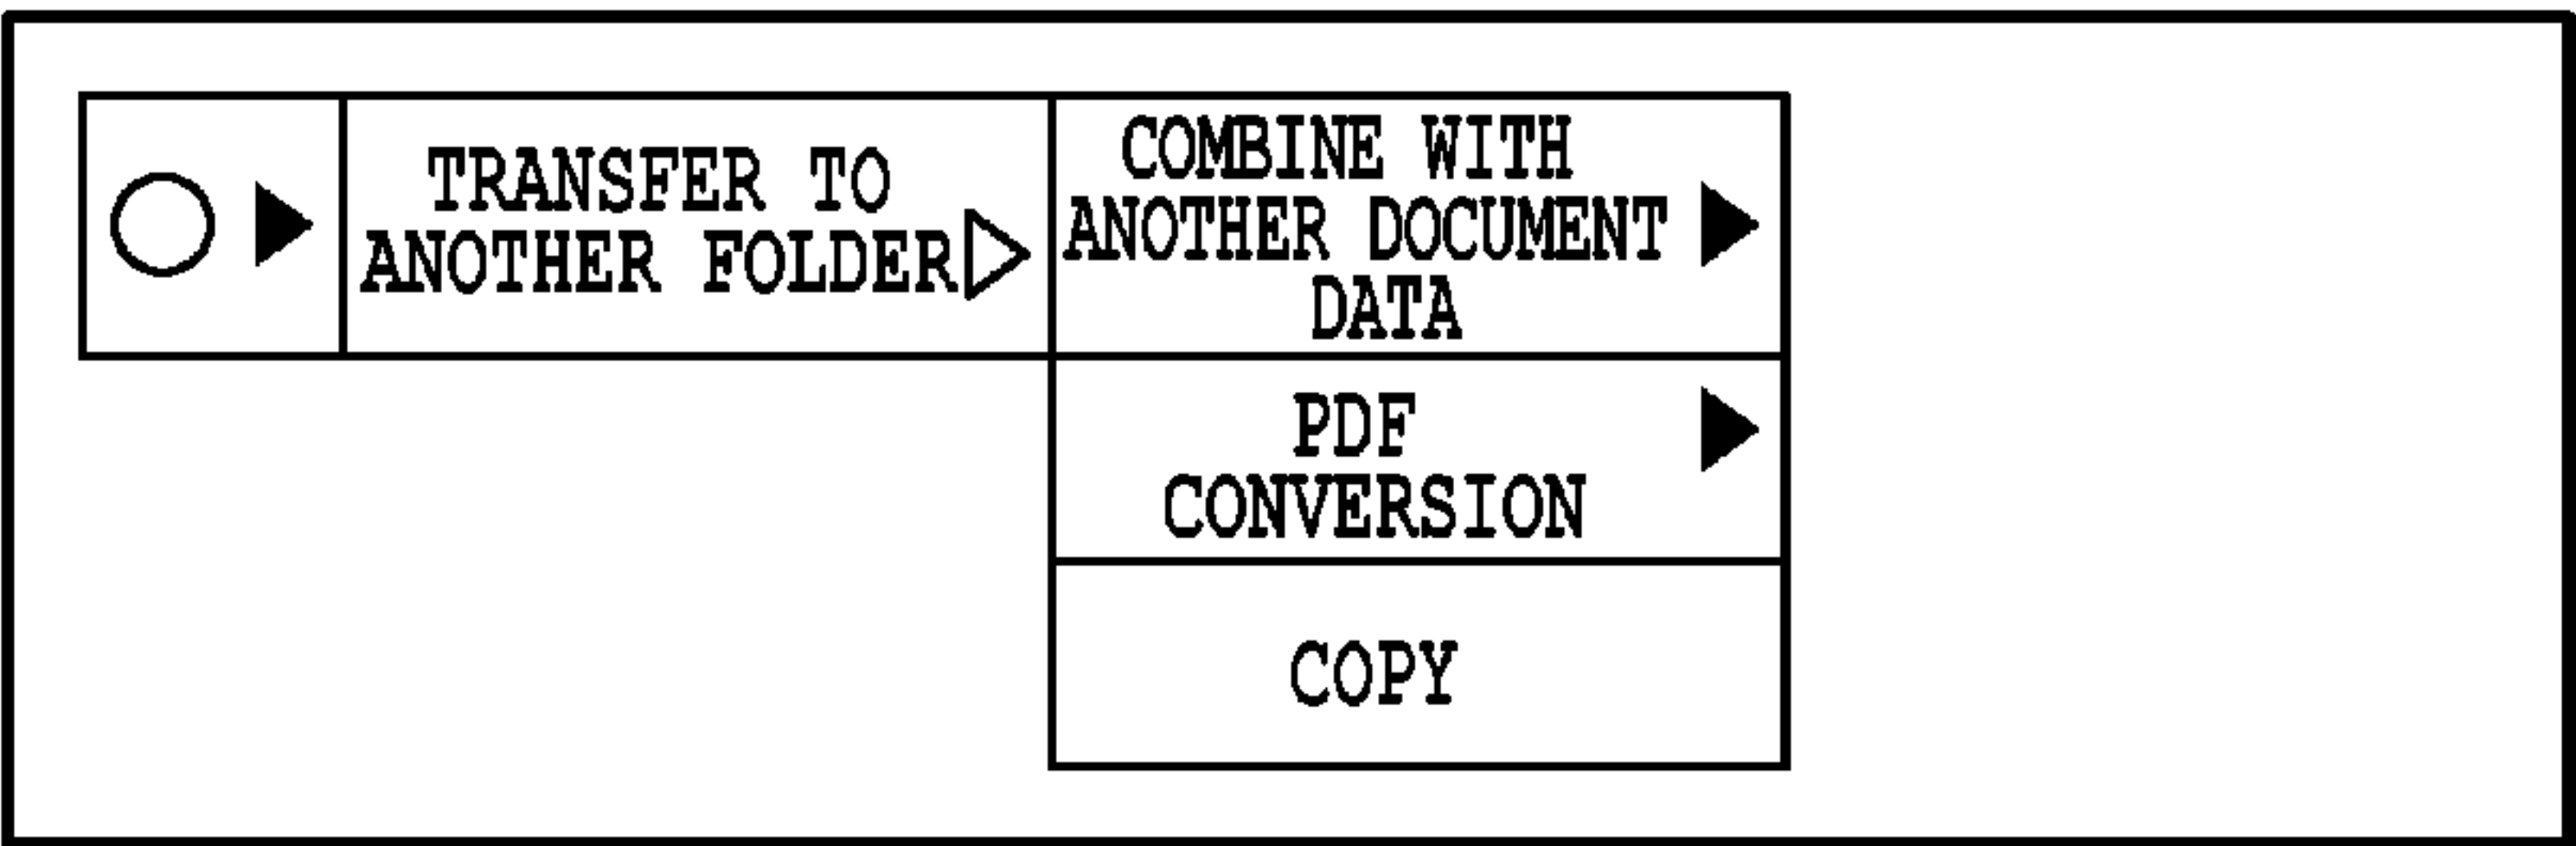 TRANSFER TO
ANOTHER FOLDER
COMBINE WITH
ANOTHER DOCUMENT
DATA
PDF
CONVERSION
COPY